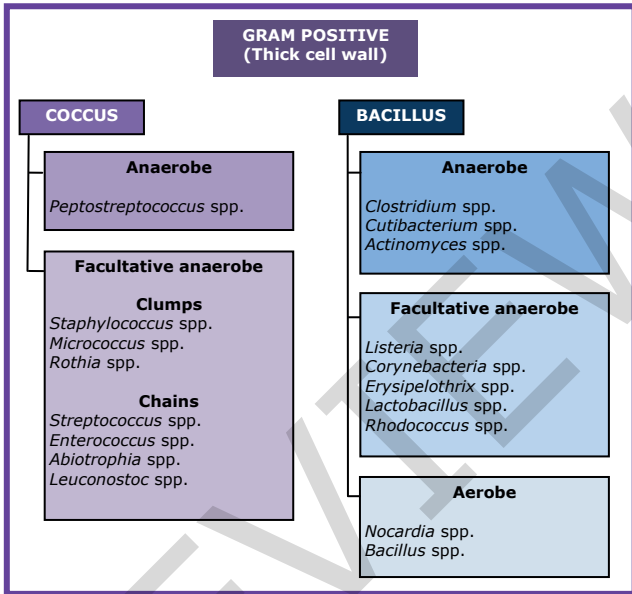 GRAM POSITIVE
(Thick cell wall)
COCCUS
Anaerobe
Peptostreptococcus spp.
Facultative anaerobe
Clumps
Staphylococcus spp.
Micrococcus spp.
Rothia spp.
Chains
Streptococcus spp.
Enterococcus spp.
Abiotrophia spp.
Leuconostoc spp.
BACILLUS
Anaerobe
Clostridium spp.
Cutibacterium spp.
Actinomyces spp.
Facultative anaerobe
Listeria spp.
Corynebacteria spp.
Erysipelothrix spp.
Lactobacillus spp.
Rhodococcus spp.
Aerobe
Nocardia spp.
Bacillus spp.
EVIEW